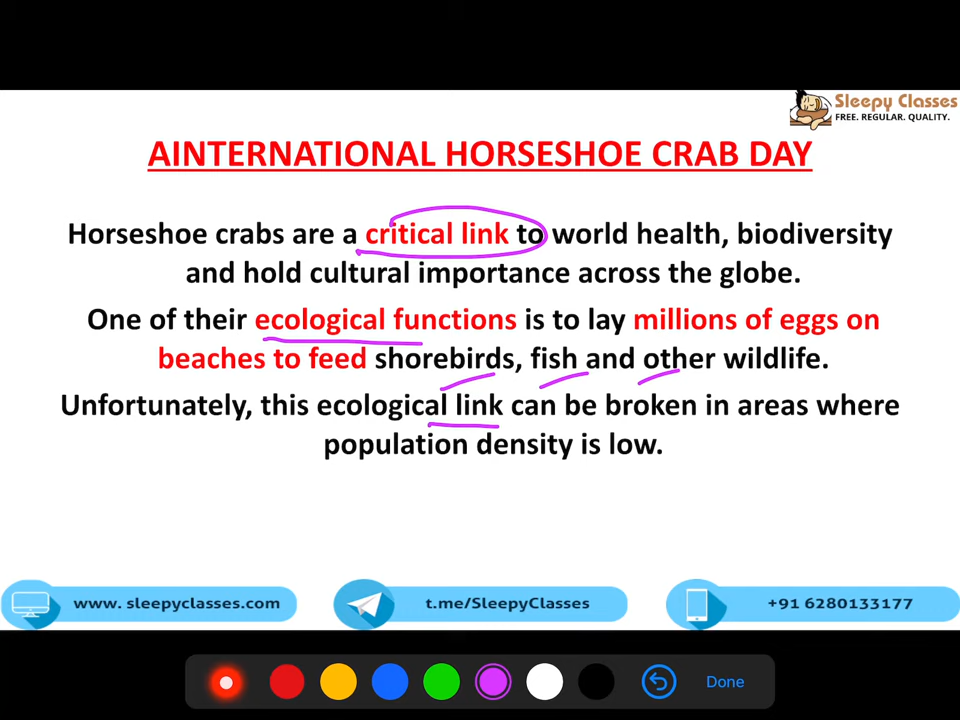 Sleepy Classes
FREE. REGULAR. QUALITY.
AINTERNATIONAL HORSESHOE CRAB DAY
Horseshoe crabs are a critical link to world health, biodiversity
and hold cultural importance across the globe.
One of their ecological functions is to lay millions of eggs on
beaches to feed shorebirds, fish and other wildlife.
Unfortunately, this ecological link can be broken in areas where
population density is low.
www. sleepyclasses.com
t.me/SleepyClasses
+91 6280133177
Done